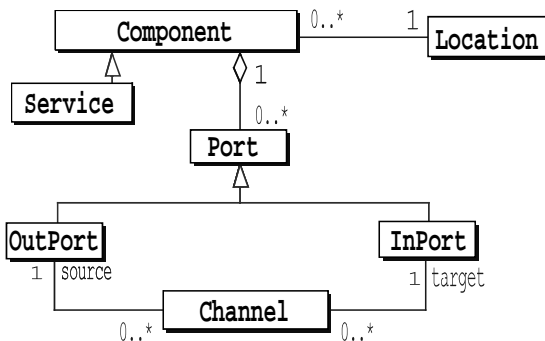 Component
0..*
1
Location
Service
1
0..*
Port
OutPort
InPort
1
source
1
target
Channel
0..*
0..*